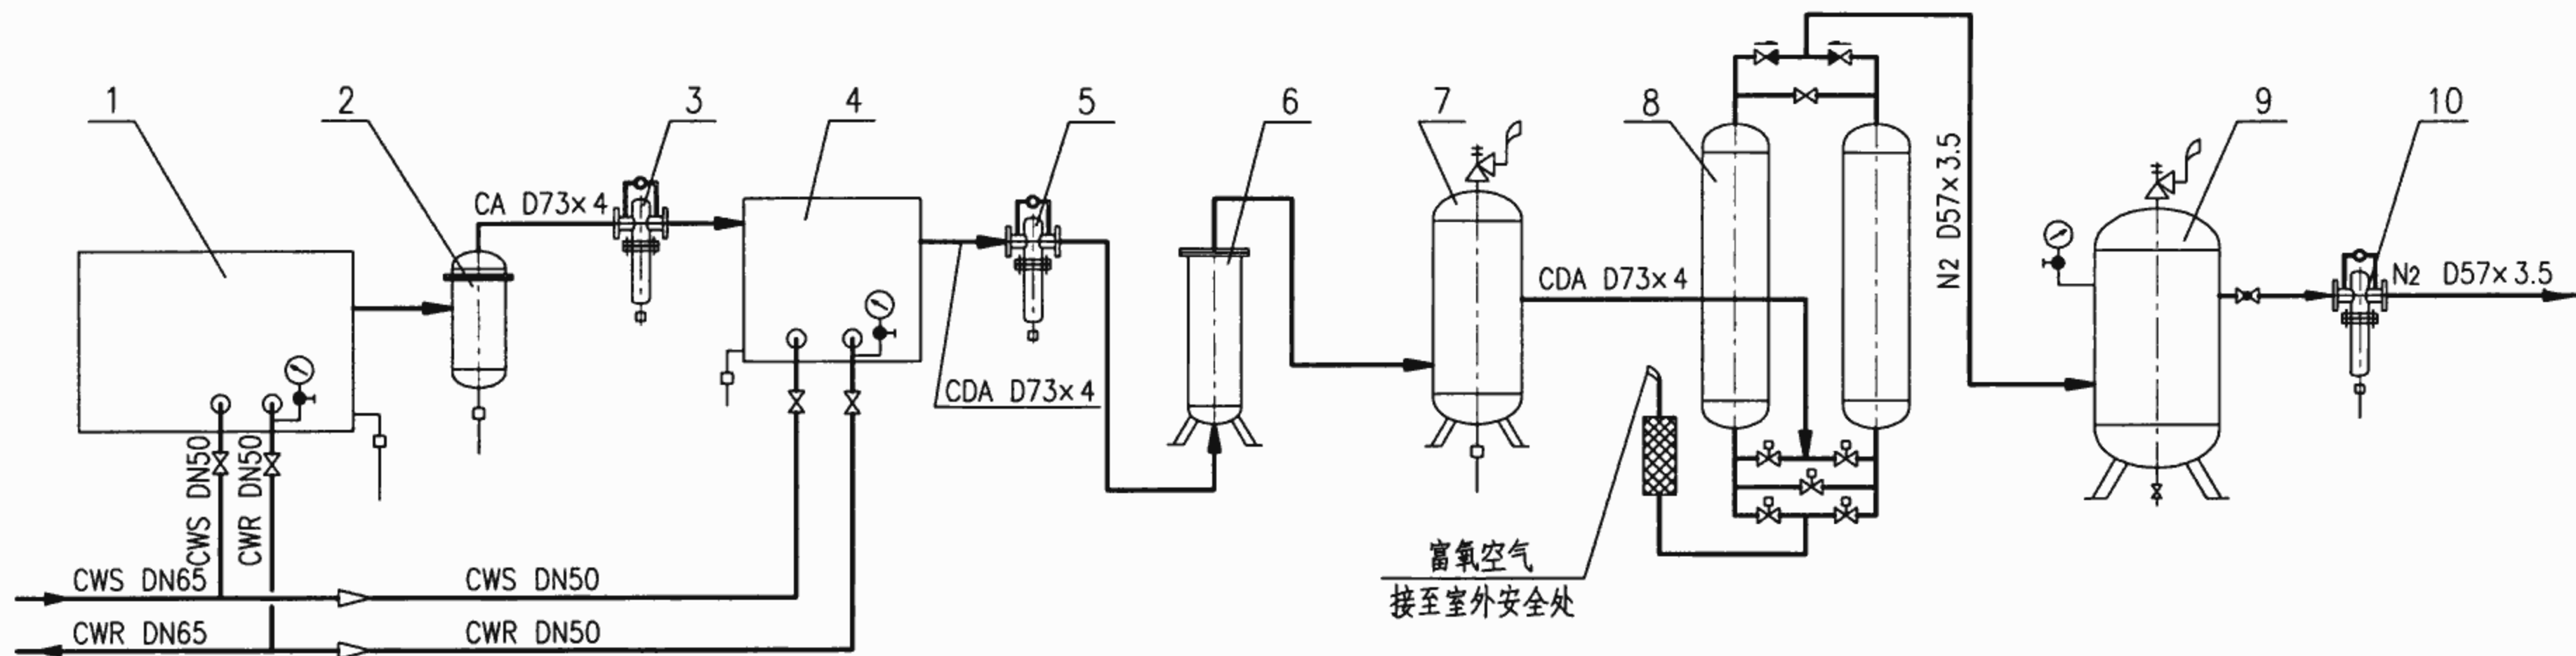 1
2
3
4
5
6
7
8
9
10
CA D73×4
CDA D73×4
CDA D73×4
N2 D57×3.5
N2 D57×3.5
CWS DN50
CWR DN50
CWS DN65
CWS DN50
CWR DN65
CWR DN50
富氧空气
接至室外安全处